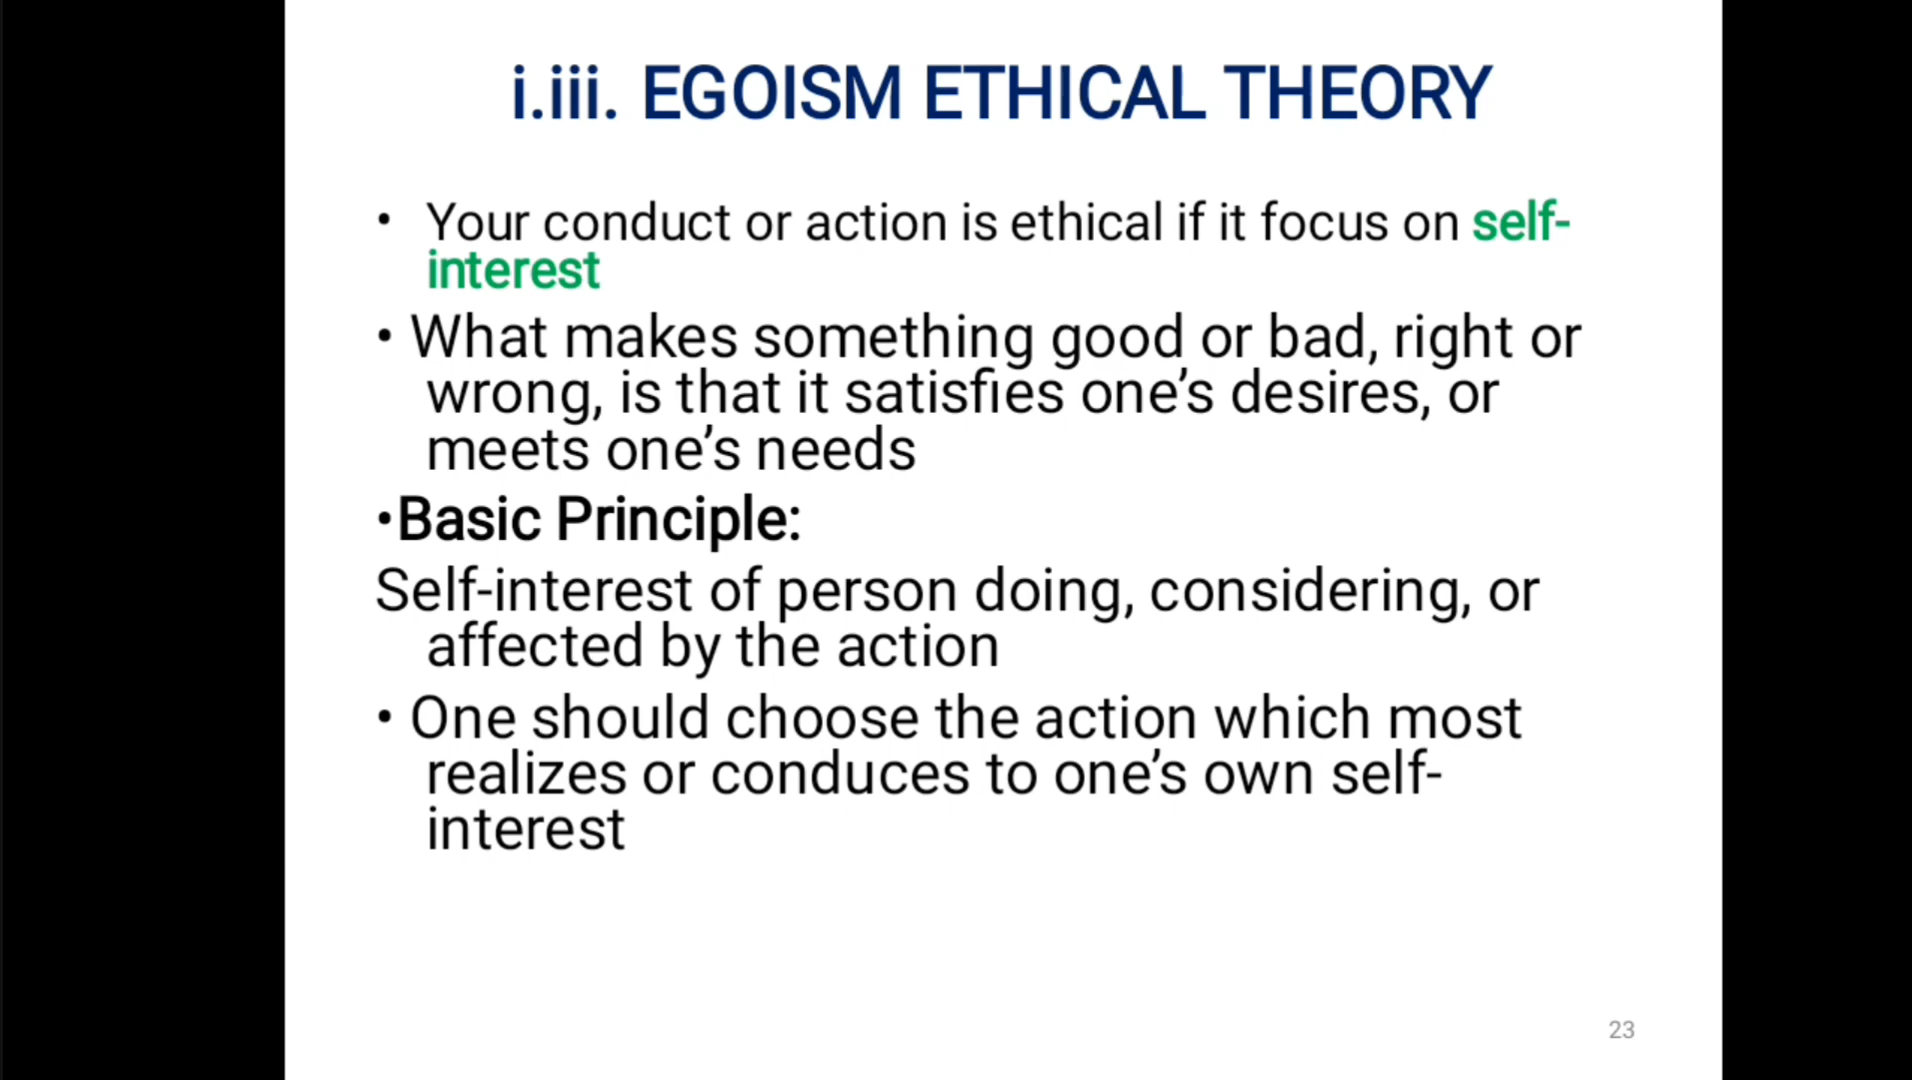 i.iii. EGOISM ETHICAL THEORY
• Your conduct or action is ethical if it focus on self-
interest
• What makes something good or bad, right or
wrong, is that it satisfies one’s desires, or
meets one’s needs
•Basic Principle:
Self-interest of person doing, considering, or
affected by the action
• One should choose the action which most
realizes or conduces to one’s own self-
interest
23